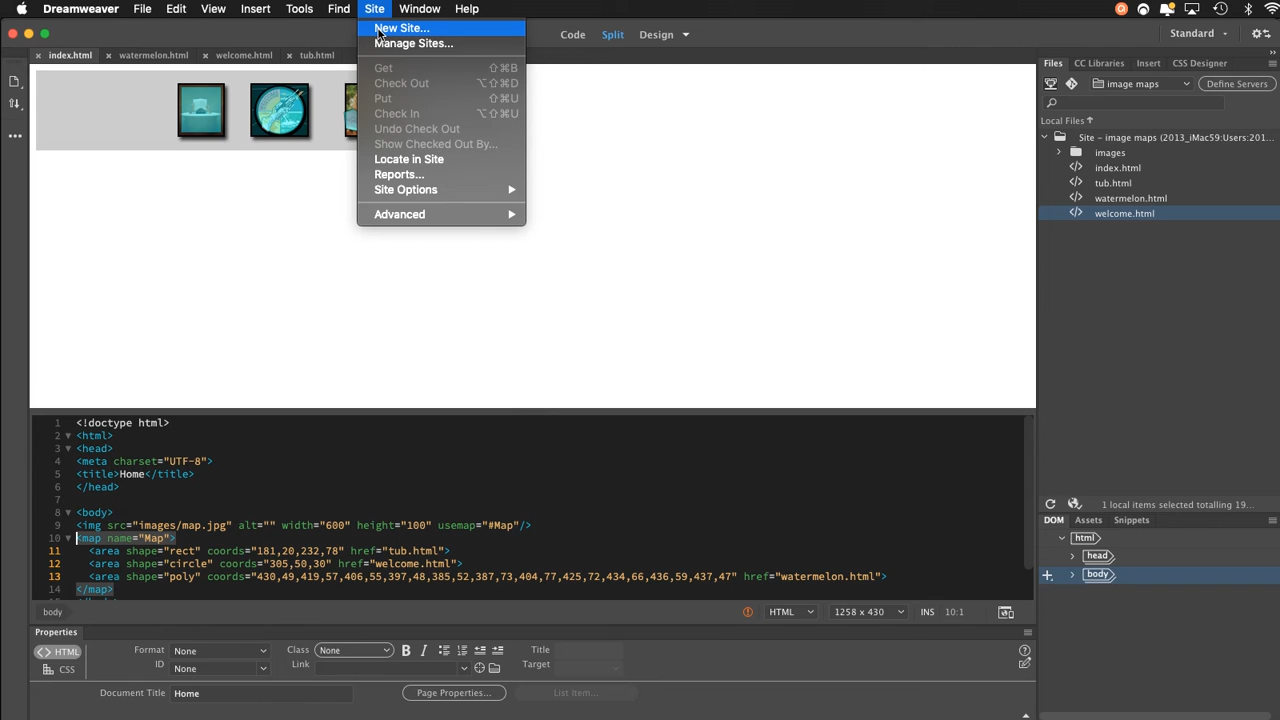 Dreamweaver File Edit View Insert Tools Find Site Window Help
New Site...
Manage Sites...
Get ⇧⌘B
Check Out ⌥⇧⌘D
Put ⇧⌘U
Check In ⌥⇧⌘U
Undo Check Out
Show Checked Out By...
Locate in Site
Reports...
Site Options
Advanced
Code Split Design
Standard
index.html watermelon.html welcome.html tub.html
Files CC Libraries Insert CSS Designer
image maps Define Servers
Local Files
Site – image maps (2013_iMac59:Users:201...
images
index.html
tub.html
watermelon.html
welcome.html
1 <!doctype html>
2 <html>
3 <head>
4 <meta charset="UTF-8">
5 <title>Home</title>
6 </head>
7
8 <body>
9 <img src="images/map.jpg" alt="" width="600" height="100" usemap="#Map"/>
10 <map name="Map">
11 <area shape="rect" coords="181,20,232,78" href="tub.html">
12 <area shape="circle" coords="305,50,30" href="welcome.html">
13 <area shape="poly" coords="430,49,419,57,406,55,397,48,385,52,387,73,404,77,425,72,434,66,436,59,437,47" href="watermelon.html">
14 </map>
1 local items selected totalling 19...
DOM Assets Snippets
html
head
body
body
HTML 1258 x 430 INS 10:1
Properties
HTML
CSS
Format None
ID None
Class None
Link
B I
Title
Target
Document Title Home
Page Properties...
List Item...